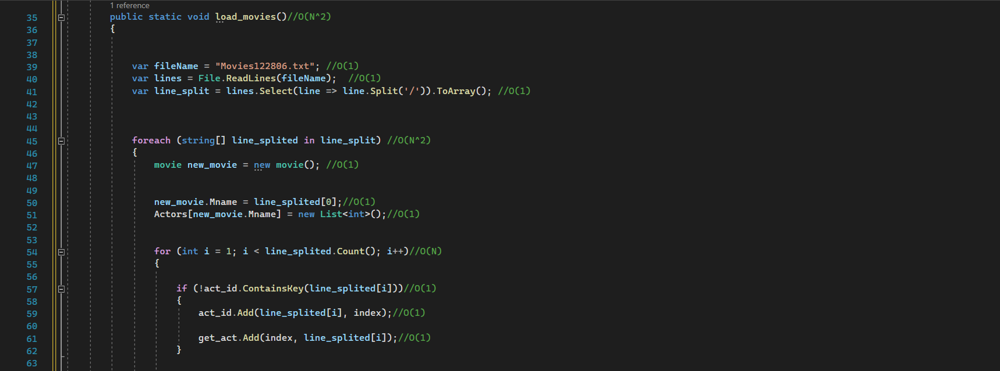 1 reference
35 public static void load_movies()//O(N^2)
36 {
37
38
39 var fileName = "Movies122806.txt"; //O(1)
40 var lines = File.ReadLines(fileName);  //O(1)
41 var line_split = lines.Select(line => line.Split('/')).ToArray(); //O(1)
42
43
44
45 foreach (string[] line_splited in line_split) //O(N^2)
46 {
47 movie new_movie = new movie(); //O(1)
48
49
50 new_movie.Mname = line_splited[0];//O(1)
51 Actors[new_movie.Mname] = new List<int>();//O(1)
52
53
54 for (int i = 1; i < line_splited.Count(); i++)//O(N)
55 {
56
57 if (!act_id.ContainsKey(line_splited[i]))//O(1)
58 {
59 act_id.Add(line_splited[i], index);//O(1)
60
61 get_act.Add(index, line_splited[i]);//O(1)
62 }
63